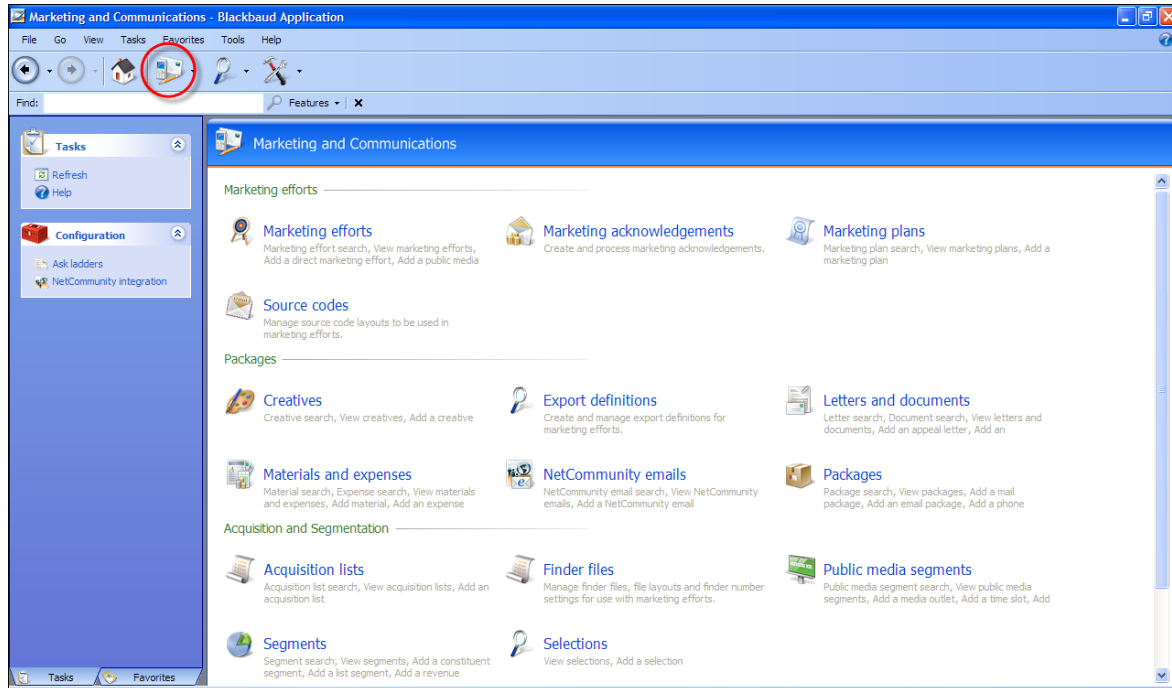 Marketing and Communications - Blackbaud Application
File Go View Tasks Favorites Tools Help
Find: Features
Tasks
Refresh
Help
Configuration
Ask ladders
NetCommunity integration
Marketing and Communications
Marketing efforts
Marketing efforts
Marketing effort search, View marketing efforts,
Add a direct marketing effort, Add a public media
Marketing acknowledgements
Create and process marketing acknowledgements.
Marketing plans
Marketing plan search, View marketing plans, Add a
marketing plan
Source codes
Manage source code layouts to be used in
marketing efforts.
Packages
Creatives
Creative search, View creatives, Add a creative
Export definitions
Create and manage export definitions for
marketing efforts.
Letters and documents
Letter search, Document search, View letters and
documents, Add an appeal letter, Add an
Materials and expenses
Material search, Expense search, View materials
and expenses, Add material, Add an expense
NetCommunity emails
NetCommunity email search, View NetCommunity
emails, Add a NetCommunity email
Packages
Package search, View packages, Add a mail
package, Add an email package, Add a phone
Acquisition and Segmentation
Acquisition lists
Acquisition list search, View acquisition lists, Add an
acquisition list
Finder files
Manage finder files, file layouts and finder number
settings for use with marketing efforts.
Public media segments
Public media segment search, View public media
segments, Add a media outlet, Add a time slot, Add
Segments
Segment search, View segments, Add a constituent
segment, Add a list segment, Add a revenue
Selections
View selections, Add a selection
Tasks Favorites